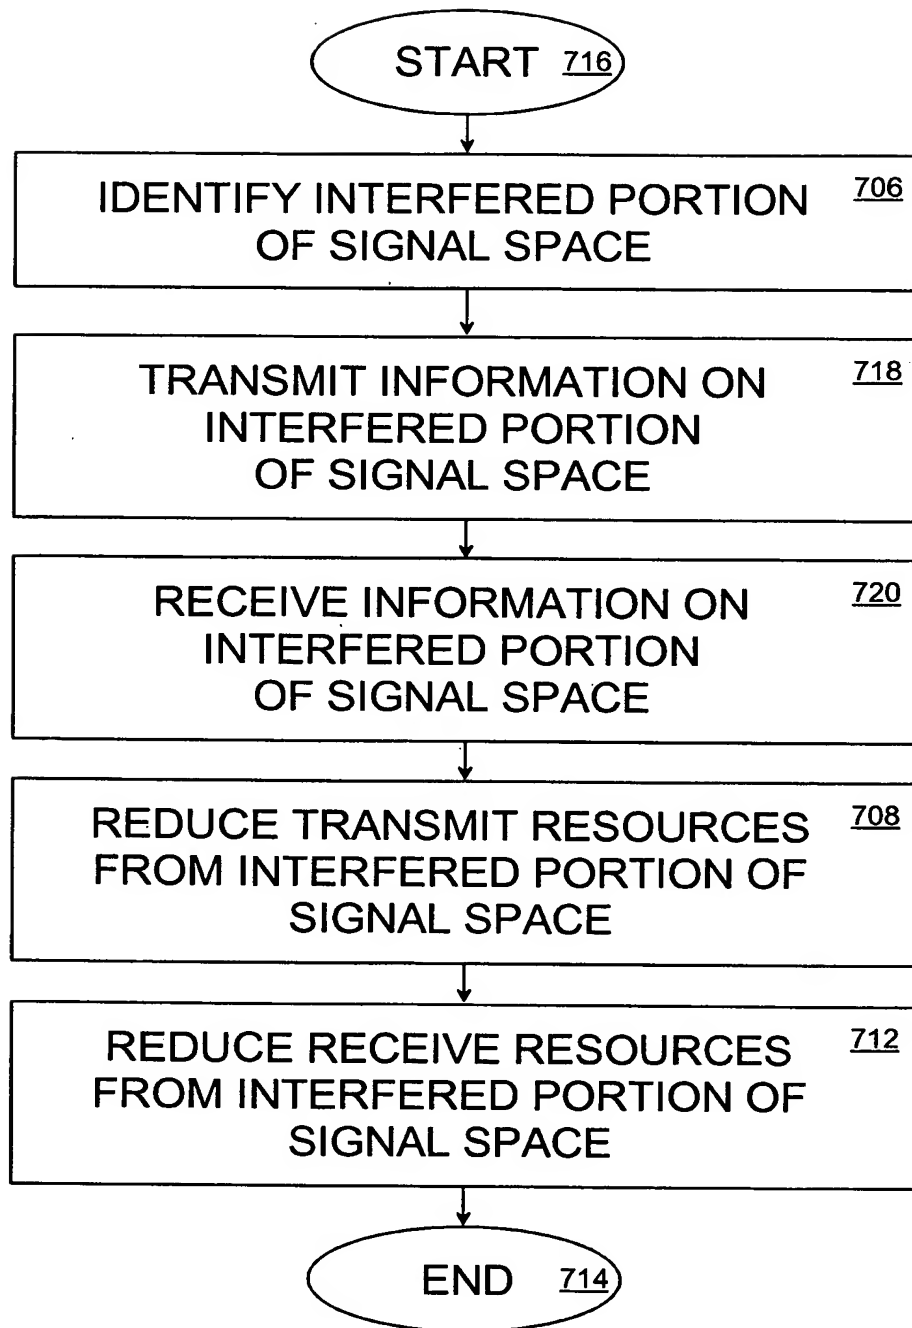 START 716
IDENTIFY INTERFERED PORTION 706
OF SIGNAL SPACE
TRANSMIT INFORMATION ON 718
INTERFERED PORTION
OF SIGNAL SPACE
RECEIVE INFORMATION ON 720
INTERFERED PORTION
OF SIGNAL SPACE
REDUCE TRANSMIT RESOURCES 708
FROM INTERFERED PORTION OF
SIGNAL SPACE
REDUCE RECEIVE RESOURCES 712
FROM INTERFERED PORTION OF
SIGNAL SPACE
END 714